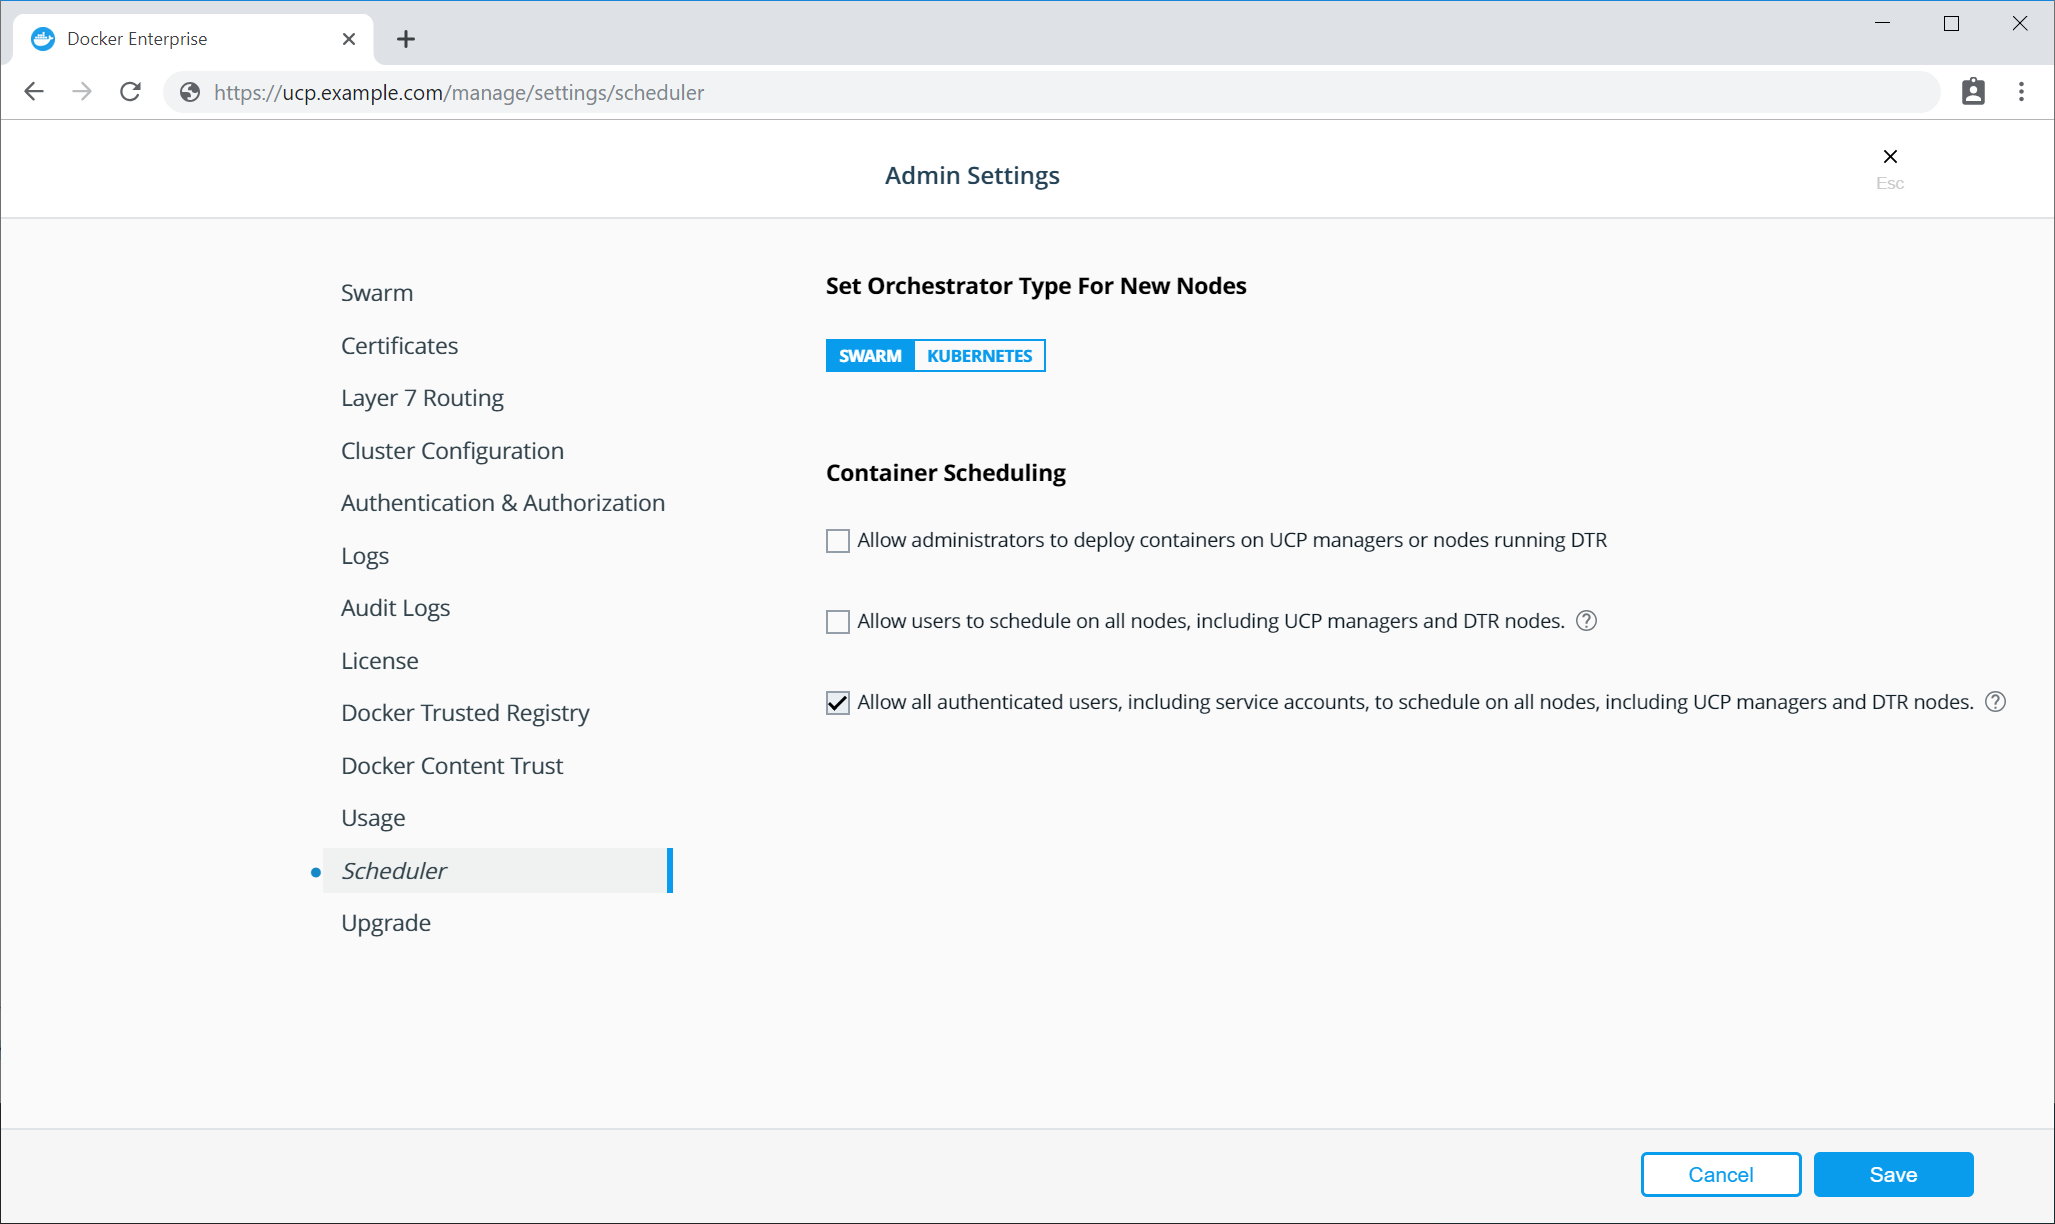 Docker Enterprise
https://ucp.example.com/manage/settings/scheduler
Admin Settings
Esc
Swarm
Certificates
Layer 7 Routing
Cluster Configuration
Authentication & Authorization
Logs
Audit Logs
License
Docker Trusted Registry
Docker Content Trust
Usage
Scheduler
Upgrade
Set Orchestrator Type For New Nodes
SWARM KUBERNETES
Container Scheduling
Allow administrators to deploy containers on UCP managers or nodes running DTR
Allow users to schedule on all nodes, including UCP managers and DTR nodes. ?
Allow all authenticated users, including service accounts, to schedule on all nodes, including UCP managers and DTR nodes. ?
Cancel Save